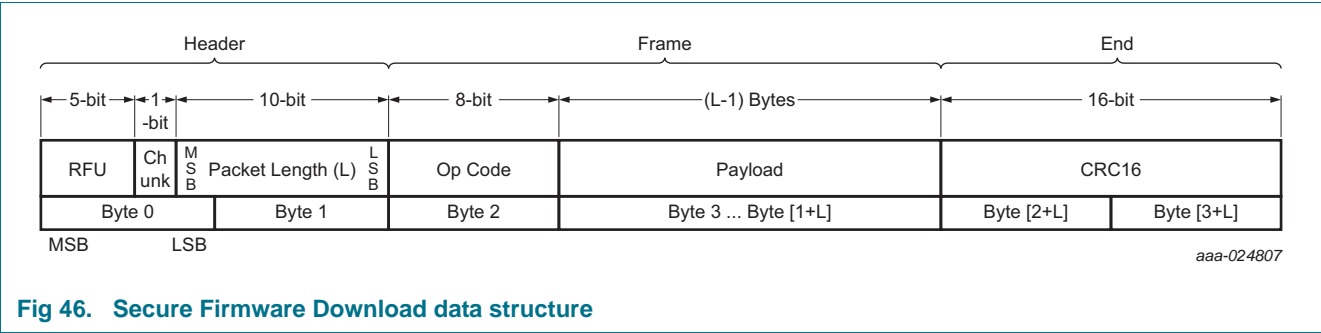 Header Frame End
5-bit 1 -bit 10-bit 8-bit (L-1) Bytes 16-bit
RFU Ch unk MSB Packet Length (L) LSB Op Code Payload CRC16
Byte 0 Byte 1 Byte 2 Byte 3 ... Byte [1+L] Byte [2+L] Byte [3+L]
MSB LSB
aaa-024807
Fig 46. Secure Firmware Download data structure